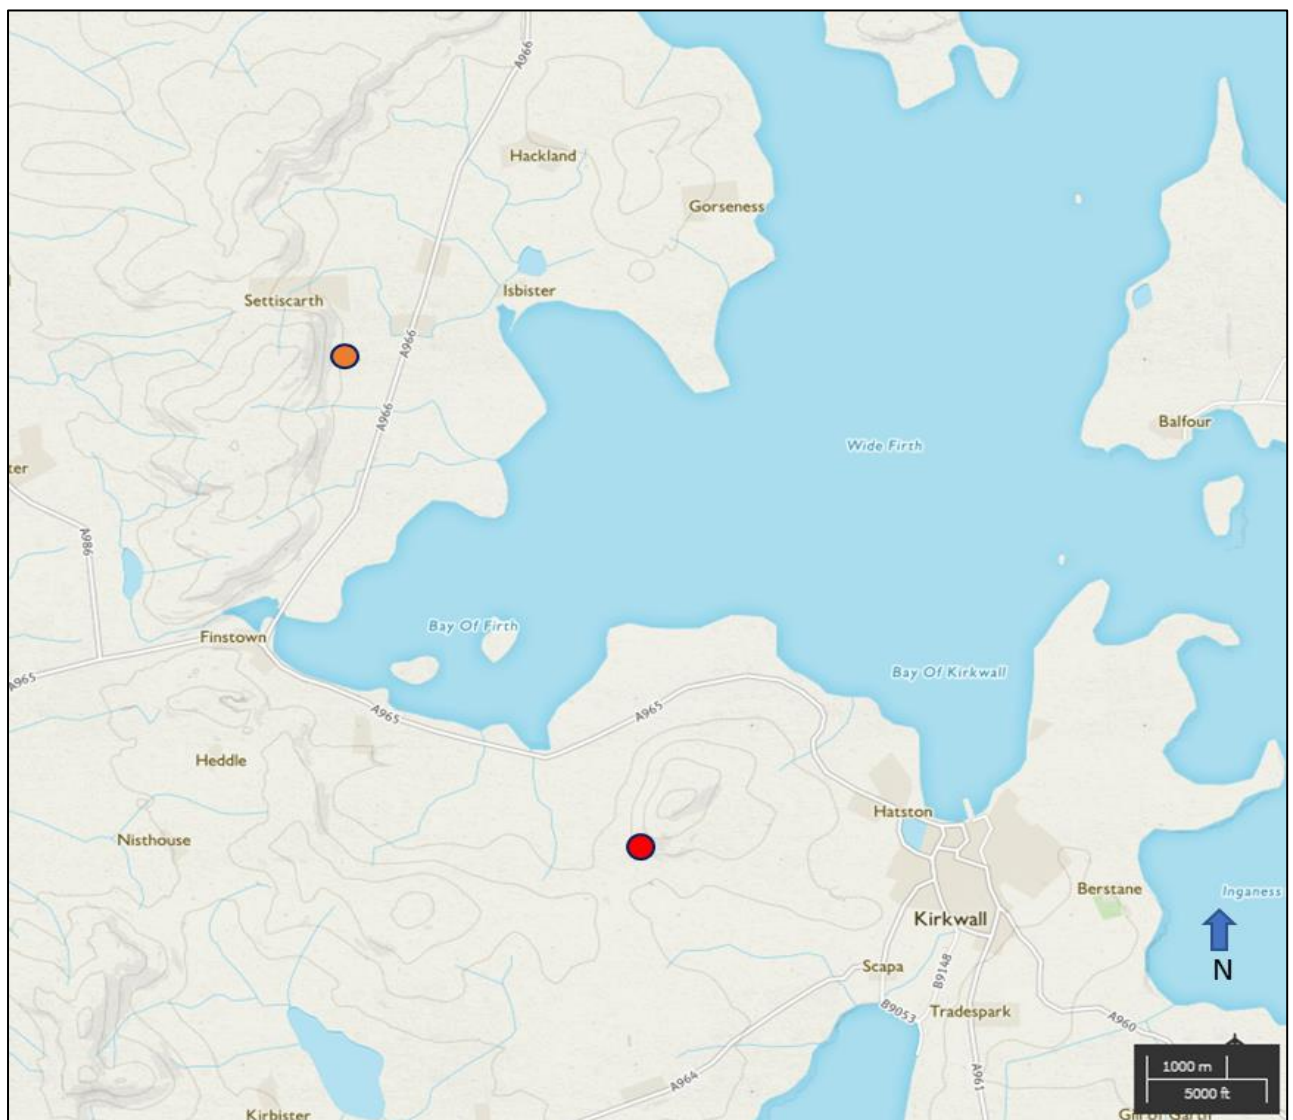 A966
Hackland
Gorseness
Settiscarth
Isbister
A966
A966
Balfour
Wide Firth
ter
A986
Bay Of Firth
Finstown
Bay Of Kirkwall
A965
A965
A965
Heddle
Hatston
Nisthouse
Berstane
Inganess
Kirkwall
N
Scapa
B9148
B9053
Tradespark
A960
A964
A961
1000 m
5000 ft
Kirbister